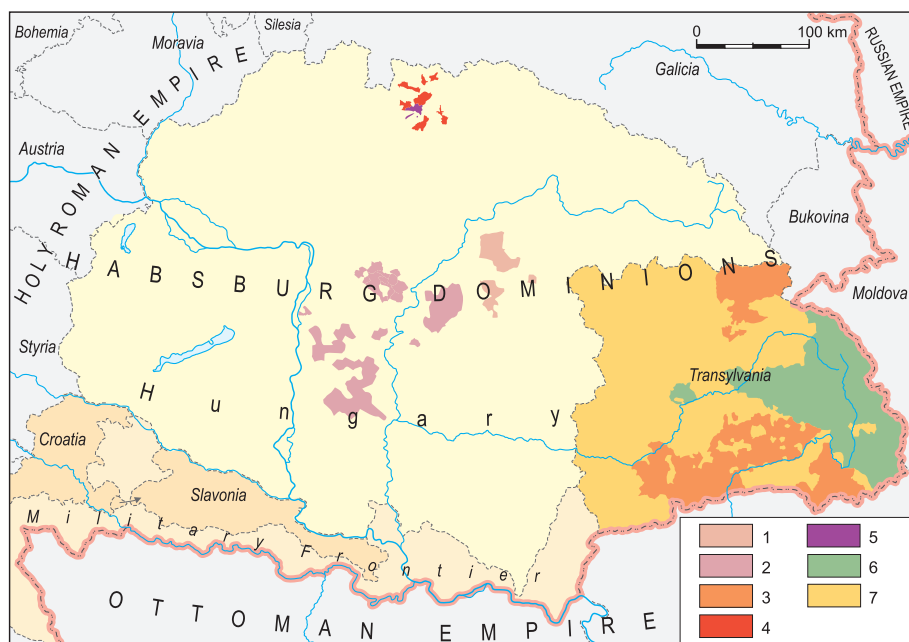 Bohemia
Silesia
Moravia
0 100 km
RUSSIAN EMPIRE
Galicia
HOLY ROMAN EMPIRE
Austria
Bukovina
HABSBURG DOMINIONS
Moldova
Styria
Transylvania
Hungary
Croatia
Slavonia
Military Frontier
OTTOMAN EMPIRE
1 5
2 6
3 7
4